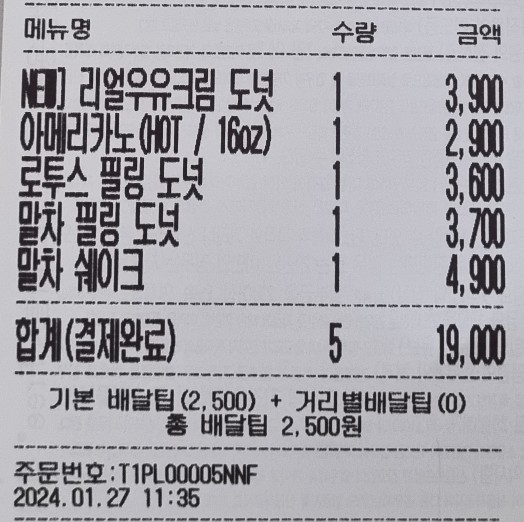 메뉴명 수량 금액
NEW] 리얼우유크림 도넛 1 3,900
아메리카노(HOT / 16oz) 1 2,900
로투스 필링 도넛 1 3,600
말차 필링 도넛 1 3,700
말차 쉐이크 1 4,900
합계(결제완료) 5 19,000
기본 배달팁(2,500) + 거리별배달팁(0)
총 배달팁 2,500원
주문번호:T1PL00005NNF
2024.01.27 11:35